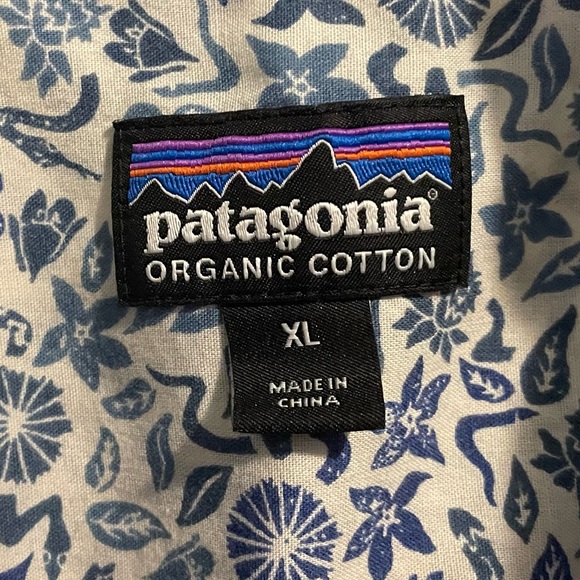 patagonia®
ORGANIC COTTON
XL
MADE IN
CHINA